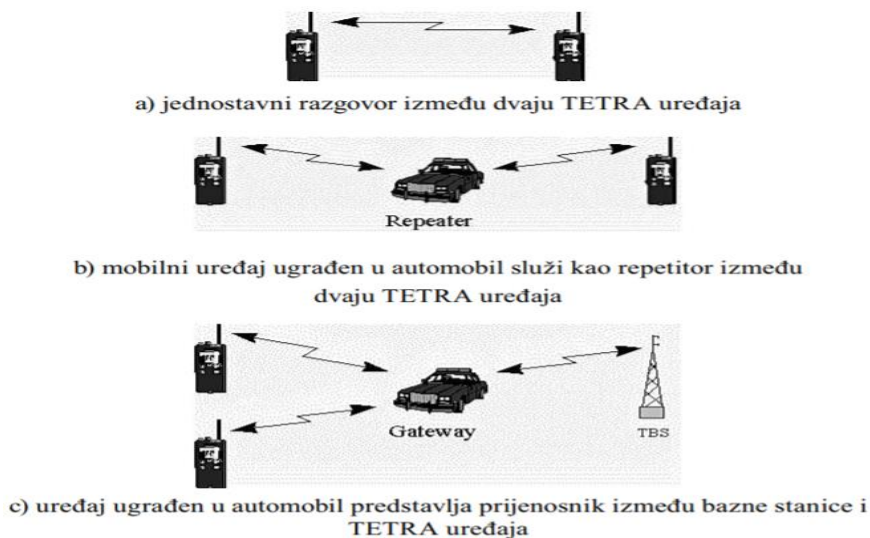 a) jednostavni razgovor između dvaju TETRA uređaja
Repeater
b) mobilni uređaj ugrađen u automobil služi kao repetitor između
dvaju TETRA uređaja
Gateway
TBS
c) uređaj ugrađen u automobil predstavlja prijenosnik između bazne stanice i
TETRA uređaja